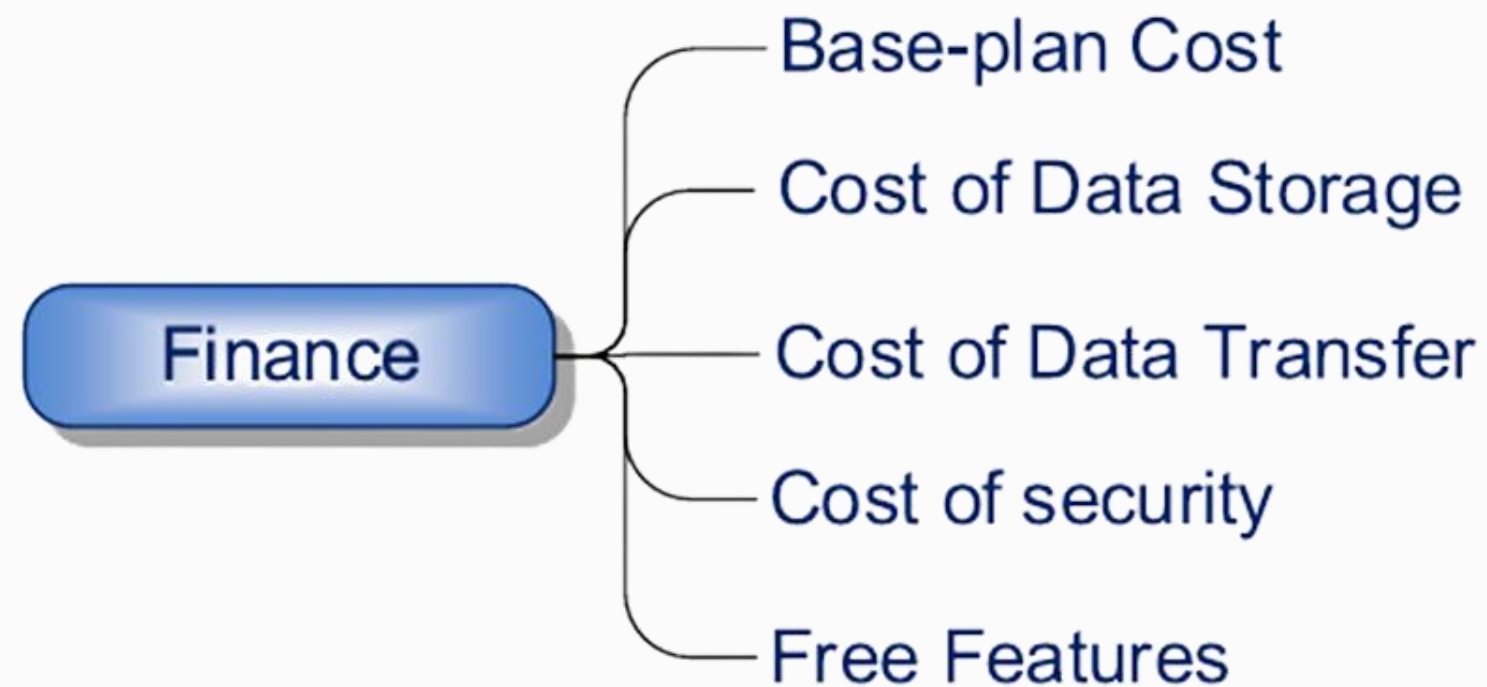 Finance
Base-plan Cost
Cost of Data Storage
Cost of Data Transfer
Cost of security
Free Features